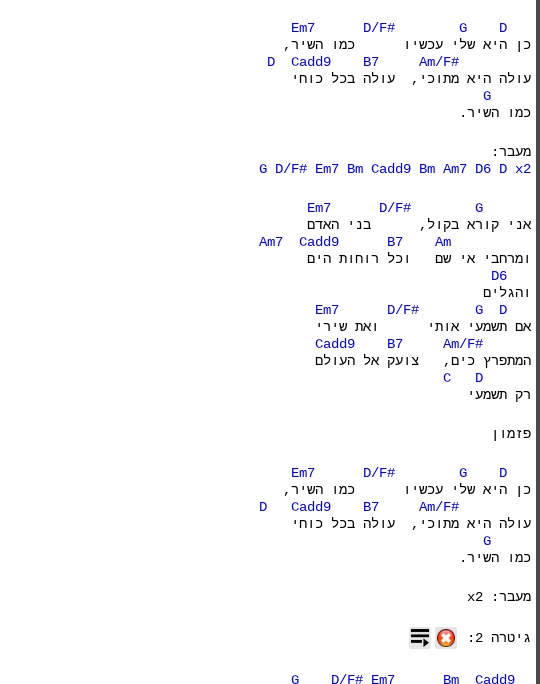 Em7 D/F# G D
כן היא שלי עכשיו כמו השיר,
D Cadd9 B7 Am/F#
עולה היא מתוכי, עולה בכל כוחי
G
כמו השיר.
מעבר:
G D/F# Em7 Bm Cadd9 Bm Am7 D6 D x2
Em7 D/F# G
אני קורא בקול, בני האדם
Am7 Cadd9 B7 Am
ומרחבי אי שם וכל רוחות הים
D6
והגלים
Em7 D/F# G D
אם תשמעי אותי ואת שירי
Cadd9 B7 Am/F#
המתפרץ כים, צועק אל העולם
C D
רק תשמעי
פזמון
Em7 D/F# G D
כן היא שלי עכשיו כמו השיר,
D Cadd9 B7 Am/F#
עולה היא מתוכי, עולה בכל כוחי
G
כמו השיר.
מעבר: x2
גיטרה 2:
G D/F# Em7 Bm Cadd9